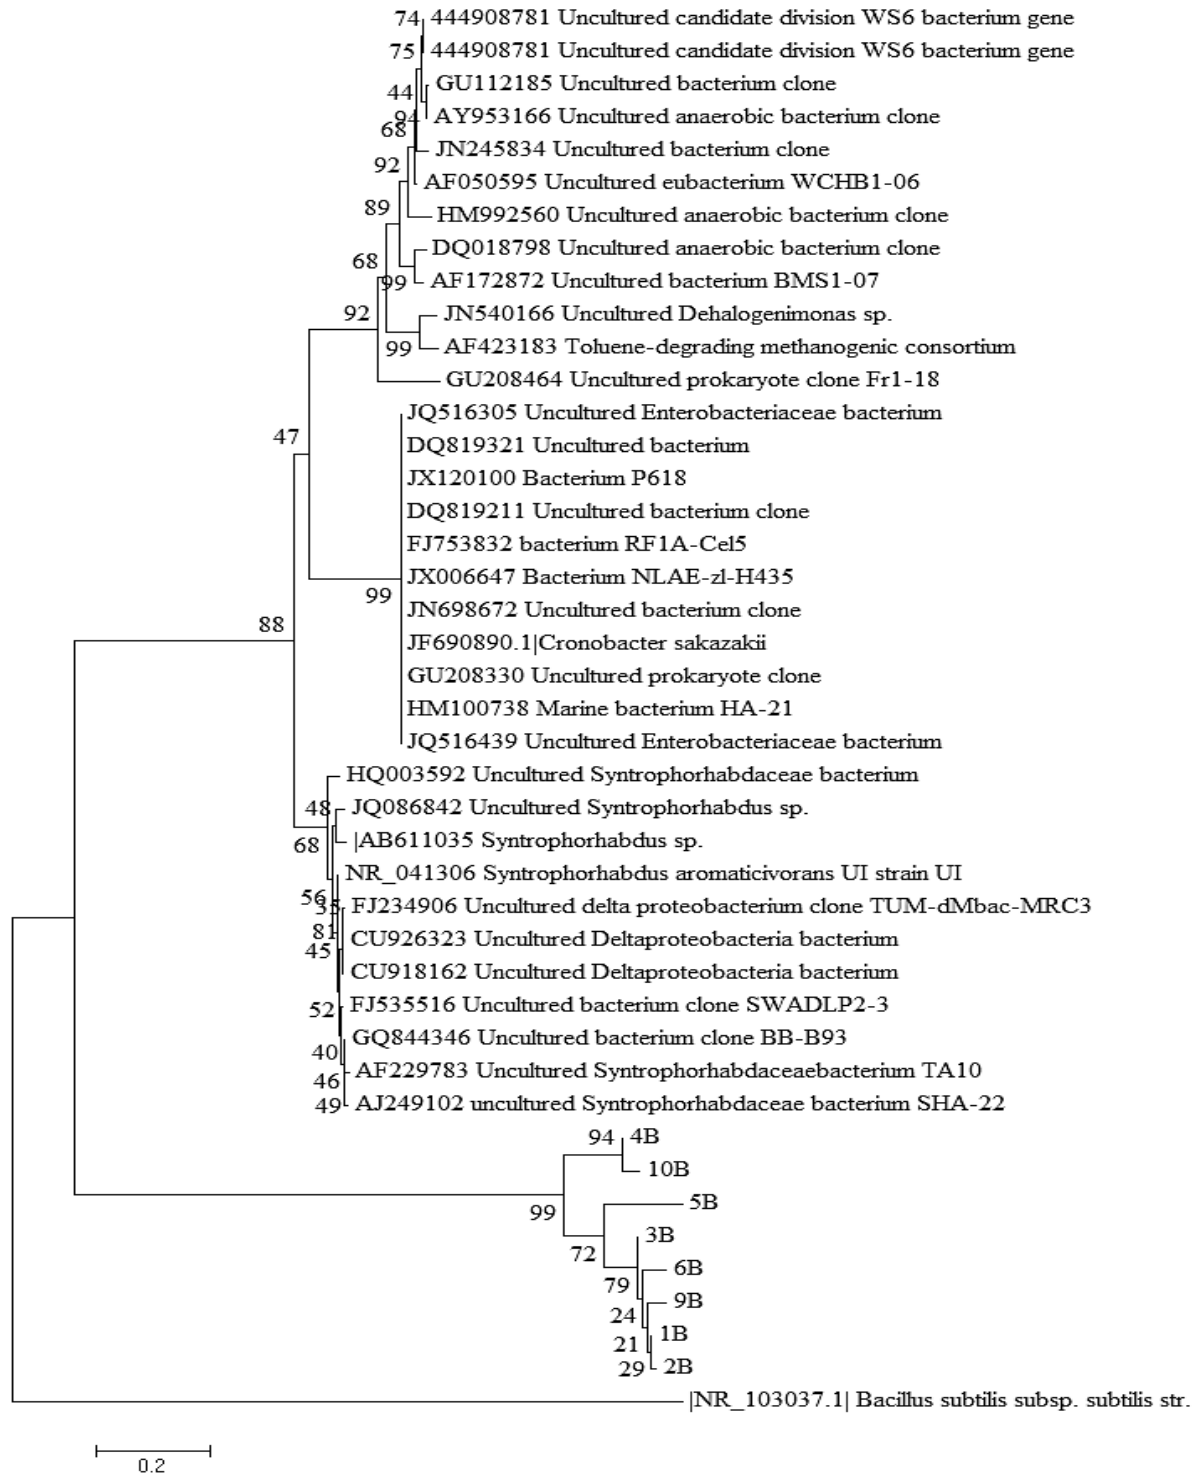 74 444908781 Uncultured candidate division WS6 bacterium gene
75 444908781 Uncultured candidate division WS6 bacterium gene
GU112185 Uncultured bacterium clone
44
94 AY953166 Uncultured anaerobic bacterium clone
68
JN245834 Uncultured bacterium clone
92
AF050595 Uncultured eubacterium WCHB1-06
89
HM992560 Uncultured anaerobic bacterium clone
DQ018798 Uncultured anaerobic bacterium clone
68
99 AF172872 Uncultured bacterium BMS1-07
92
JN540166 Uncultured Dehalogenimonas sp.
99 AF423183 Toluene-degrading methanogenic consortium
GU208464 Uncultured prokaryote clone Fr1-18
JQ516305 Uncultured Enterobacteriaceae bacterium
47
DQ819321 Uncultured bacterium
JX120100 Bacterium P618
DQ819211 Uncultured bacterium clone
FJ753832 bacterium RF1A-Cel5
JX006647 Bacterium NLAE-zl-H435
99
JN698672 Uncultured bacterium clone
88
JF690890.1|Cronobacter sakazakii
GU208330 Uncultured prokaryote clone
HM100738 Marine bacterium HA-21
JQ516439 Uncultured Enterobacteriaceae bacterium
HQ003592 Uncultured Syntrophorhabdaceae bacterium
48 JQ086842 Uncultured Syntrophorhabdus sp.
68 |AB611035 Syntrophorhabdus sp.
NR_041306 Syntrophorhabdus aromaticivorans UI strain UI
56
35 FJ234906 Uncultured delta proteobacterium clone TUM-dMbac-MRC3
81
CU926323 Uncultured Deltaproteobacteria bacterium
45
CU918162 Uncultured Deltaproteobacteria bacterium
52 FJ535516 Uncultured bacterium clone SWADLP2-3
GQ844346 Uncultured bacterium clone BB-B93
40
46 AF229783 Uncultured Syntrophorhabdaceaebacterium TA10
49 AJ249102 uncultured Syntrophorhabdaceae bacterium SHA-22
94 4B
10B
5B
99
3B
72
6B
79
9B
24
1B
21
29 2B
|NR_103037.1| Bacillus subtilis subsp. subtilis str.
0.2